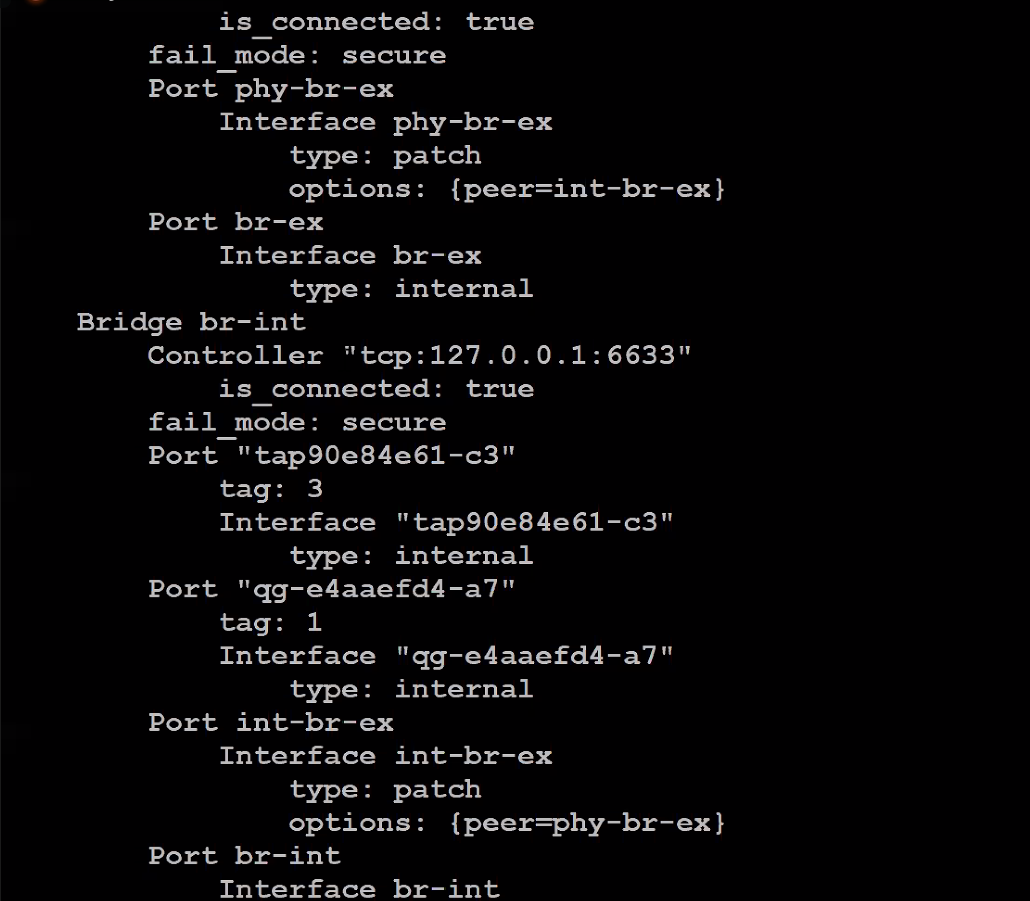 is_connected: true
fail_mode: secure
Port phy-br-ex
Interface phy-br-ex
type: patch
options: {peer=int-br-ex}
Port br-ex
Interface br-ex
type: internal
Bridge br-int
Controller "tcp:127.0.0.1:6633"
is_connected: true
fail_mode: secure
Port "tap90e84e61-c3"
tag: 3
Interface "tap90e84e61-c3"
type: internal
Port "qg-e4aaefd4-a7"
tag: 1
Interface "qg-e4aaefd4-a7"
type: internal
Port int-br-ex
Interface int-br-ex
type: patch
options: {peer=phy-br-ex}
Port br-int
Interface br-int